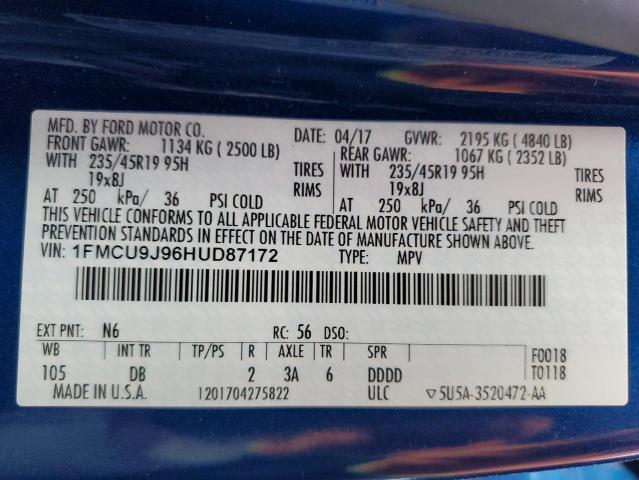 MFD. BY FORD MOTOR CO. DATE: 04/17 GVWR: 2195 KG ( 4840 LB)
FRONT GAWR: 1134 KG ( 2500 LB) REAR GAWR: 1067 KG ( 2352 LB)
WITH 235/45R19 95H TIRES WITH 235/45R19 95H TIRES
19x8J RIMS 19x8J RIMS
AT 250 kPa/ 36 PSI COLD AT 250 kPa/ 36 PSI COLD
THIS VEHICLE CONFORMS TO ALL APPLICABLE FEDERAL MOTOR VEHICLE SAFETY AND THEFT
PREVENTION STANDARDS IN EFFECT ON THE DATE OF MANUFACTURE SHOWN ABOVE.
VIN: 1FMCU9J96HUD87172 TYPE: MPV
EXT PNT: N6 RC: 56 DSO:
WB INT TR TP/PS R AXLE TR SPR F0018
105 DB 2 3A 6 DDDD T0118
MADE IN U.S.A. 1201704275822 ULC ▽5U5A-3520472-AA